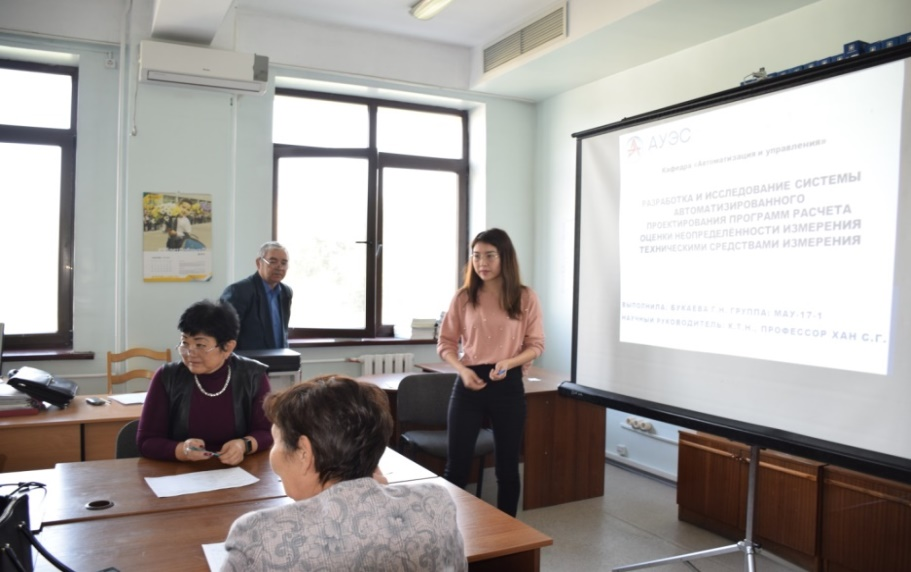 АУЭС
Кафедра «Автоматизация и управление»
РАЗРАБОТКА И ИССЛЕДОВАНИЕ СИСТЕМЫ
АВТОМАТИЗИРОВАННОГО
ПРОЕКТИРОВАНИЯ ПРОГРАММ РАСЧЕТА
ОЦЕНКИ НЕОПРЕДЕЛЁННОСТИ ИЗМЕРЕНИЯ
ТЕХНИЧЕСКИМИ СРЕДСТВАМИ ИЗМЕРЕНИЯ
ВЫПОЛНИЛА: БУКАЕВА Г.Н. ГРУППА: МАУ-17-1
НАУЧНЫЙ РУКОВОДИТЕЛЬ: К.Т.Н., ПРОФЕССОР ХАН С.Г.